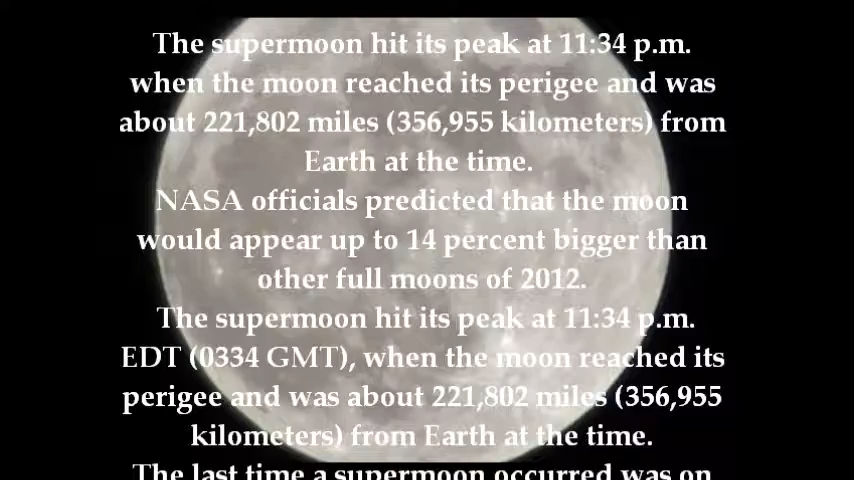 The supermoon hit its peak at 11:34 p.m.
when the moon reached its perigee and was
about 221,802 miles (356,955 kilometers) from
Earth at the time.
NASA officials predicted that the moon
would appear up to 14 percent bigger than
other full moons of 2012.
The supermoon hit its peak at 11:34 p.m.
EDT (0334 GMT), when the moon reached its
perigee and was about 221,802 miles (356,955
kilometers) from Earth at the time.
The last time a supermoon occurred was on